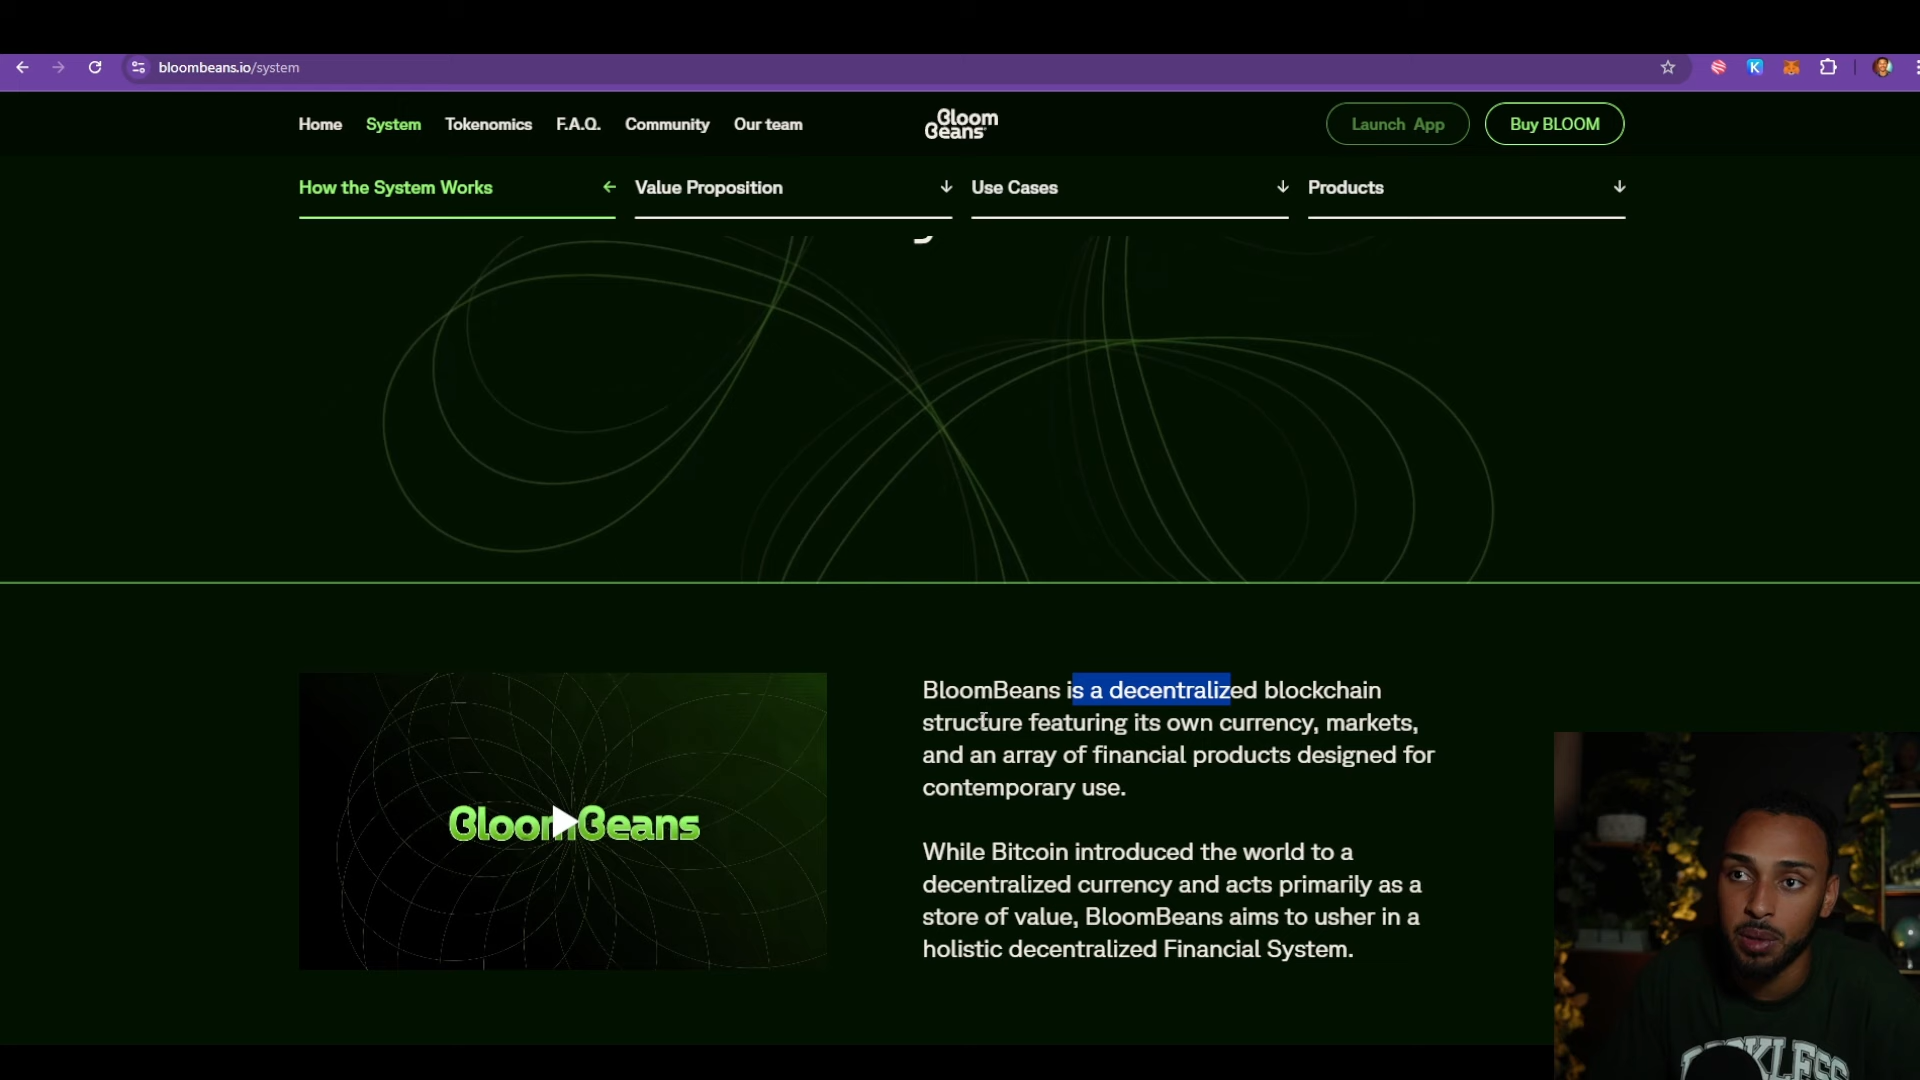 bloombeans.io/system
K
Home System Tokenomics F.A.Q. Community Our team
Bloom
Beans
Launch App Buy BLOOM
How the System Works Value Proposition Use Cases Products
BloomBeans
BloomBeans is a decentralized blockchain
structure featuring its own currency, markets,
and an array of financial products designed for
contemporary use.
While Bitcoin introduced the world to a
decentralized currency and acts primarily as a
store of value, BloomBeans aims to usher in a
holistic decentralized Financial System.